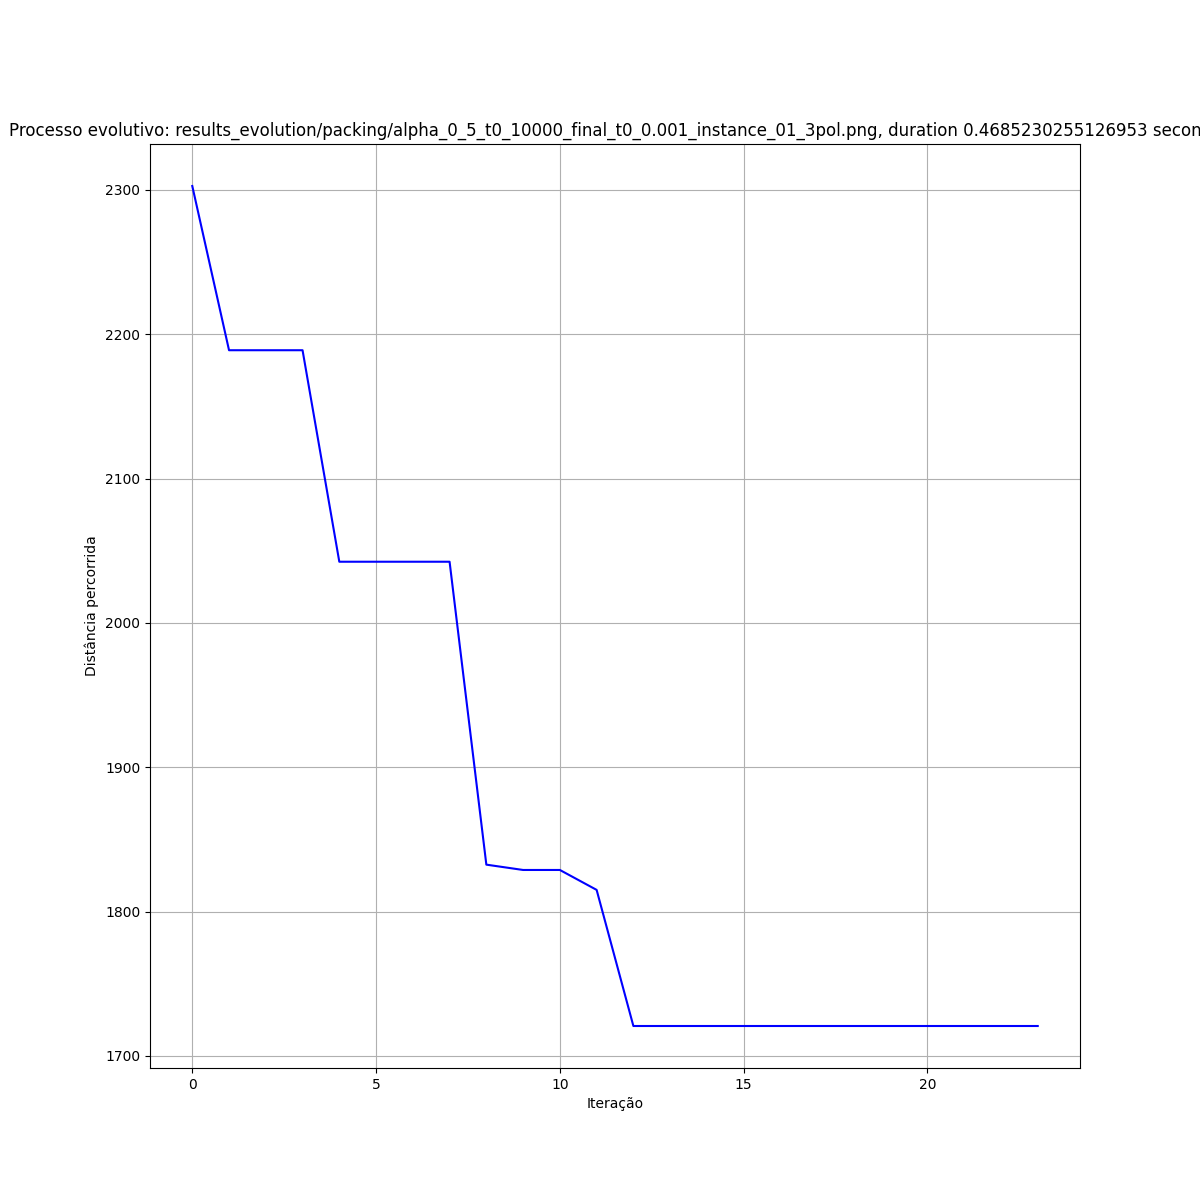 Processo evolutivo: results_evolution/packing/alpha_0_5_t0_10000_final_t0_0.001_instance_01_3pol.png, duration 0.4685230255126953 secon
2300
2200
2100
2000
1900
1800
1700
Distância percorrida
0 5 10 15 20
Iteração